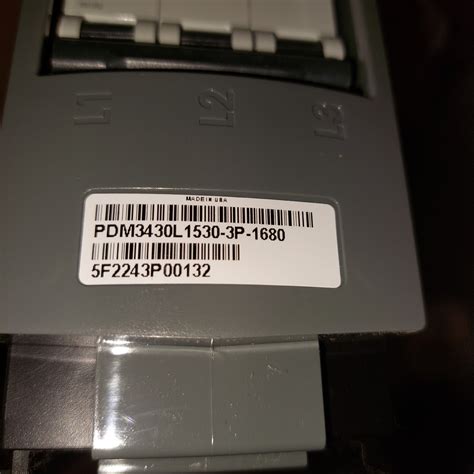 L1 L2 L3
MADE IN USA
PDM3430L1530-3P-1680
5F2243P00132